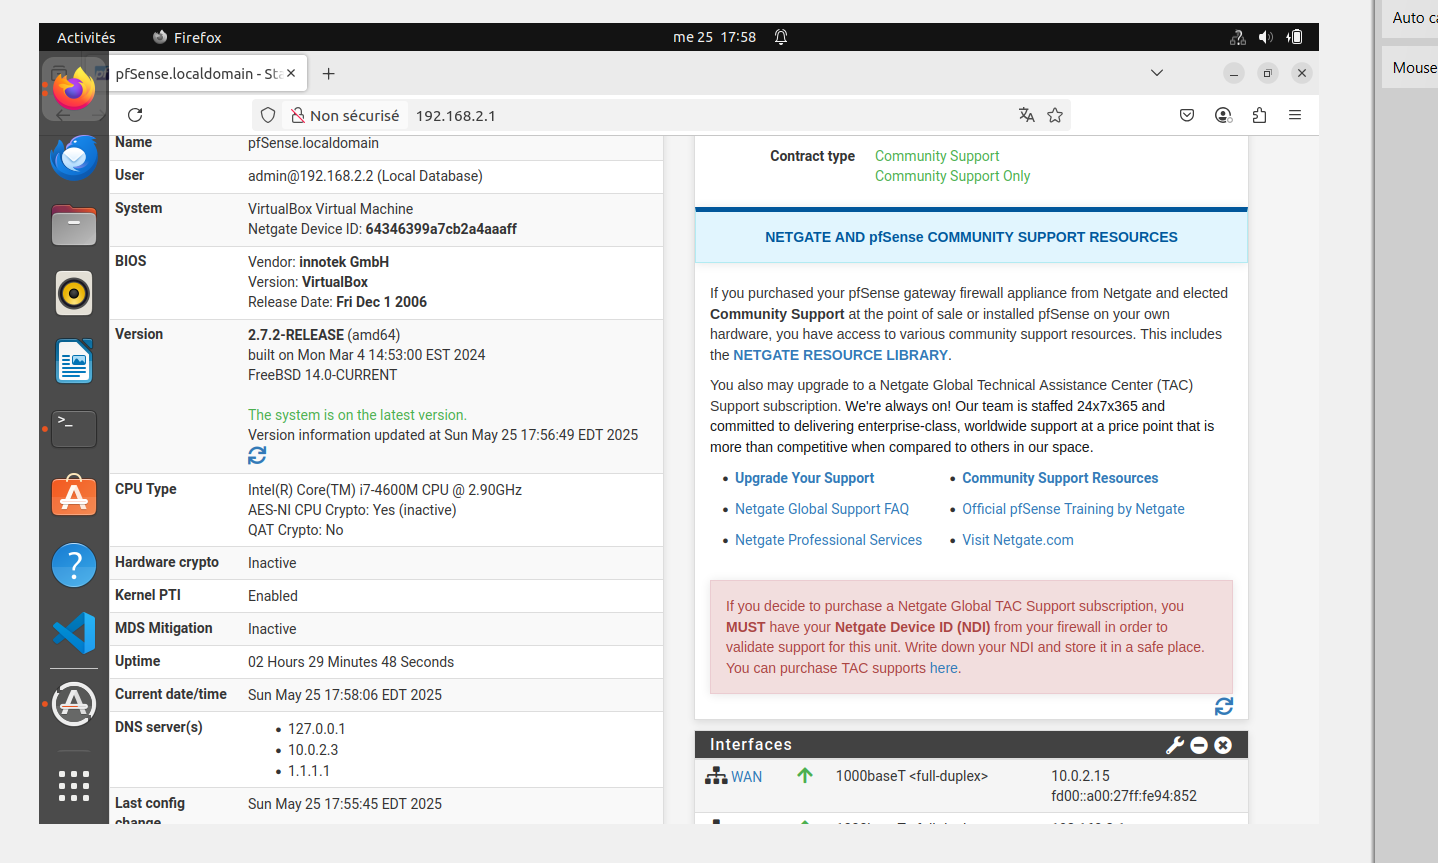 Activités
Firefox
me 25 17:58
Auto
Mouse
pfSense.localdomain - Sta
Non sécurisé
192.168.2.1
Name
pfSense.localdomain
User
admin@192.168.2.2 (Local Database)
System
VirtualBox Virtual Machine
Netgate Device ID: 64346399a7cb2a4aaaff
BIOS
Vendor: innotek GmbH
Version: VirtualBox
Release Date: Fri Dec 1 2006
Version
2.7.2-RELEASE (amd64)
built on Mon Mar 4 14:53:00 EST 2024
FreeBSD 14.0-CURRENT
The system is on the latest version.
Version information updated at Sun May 25 17:56:49 EDT 2025
CPU Type
Intel(R) Core(TM) i7-4600M CPU @ 2.90GHz
AES-NI CPU Crypto: Yes (inactive)
QAT Crypto: No
Hardware crypto
Inactive
Kernel PTI
Enabled
MDS Mitigation
Inactive
Uptime
02 Hours 29 Minutes 48 Seconds
Current date/time
Sun May 25 17:58:06 EDT 2025
DNS server(s)
• 127.0.0.1
• 10.0.2.3
• 1.1.1.1
Last config
change
Sun May 25 17:55:45 EDT 2025
Contract type
Community Support
Community Support Only
NETGATE AND pfSense COMMUNITY SUPPORT RESOURCES
If you purchased your pfSense gateway firewall appliance from Netgate and elected
Community Support at the point of sale or installed pfSense on your own
hardware, you have access to various community support resources. This includes
the NETGATE RESOURCE LIBRARY.
You also may upgrade to a Netgate Global Technical Assistance Center (TAC)
Support subscription. We're always on! Our team is staffed 24x7x365 and
committed to delivering enterprise-class, worldwide support at a price point that is
more than competitive when compared to others in our space.
• Upgrade Your Support
• Community Support Resources
• Netgate Global Support FAQ
• Official pfSense Training by Netgate
• Netgate Professional Services
• Visit Netgate.com
If you decide to purchase a Netgate Global TAC Support subscription, you
MUST have your Netgate Device ID (NDI) from your firewall in order to
validate support for this unit. Write down your NDI and store it in a safe place.
You can purchase TAC supports here.
Interfaces
WAN
1000baseT <full-duplex>
10.0.2.15
fd00::a00:27ff:fe94:852